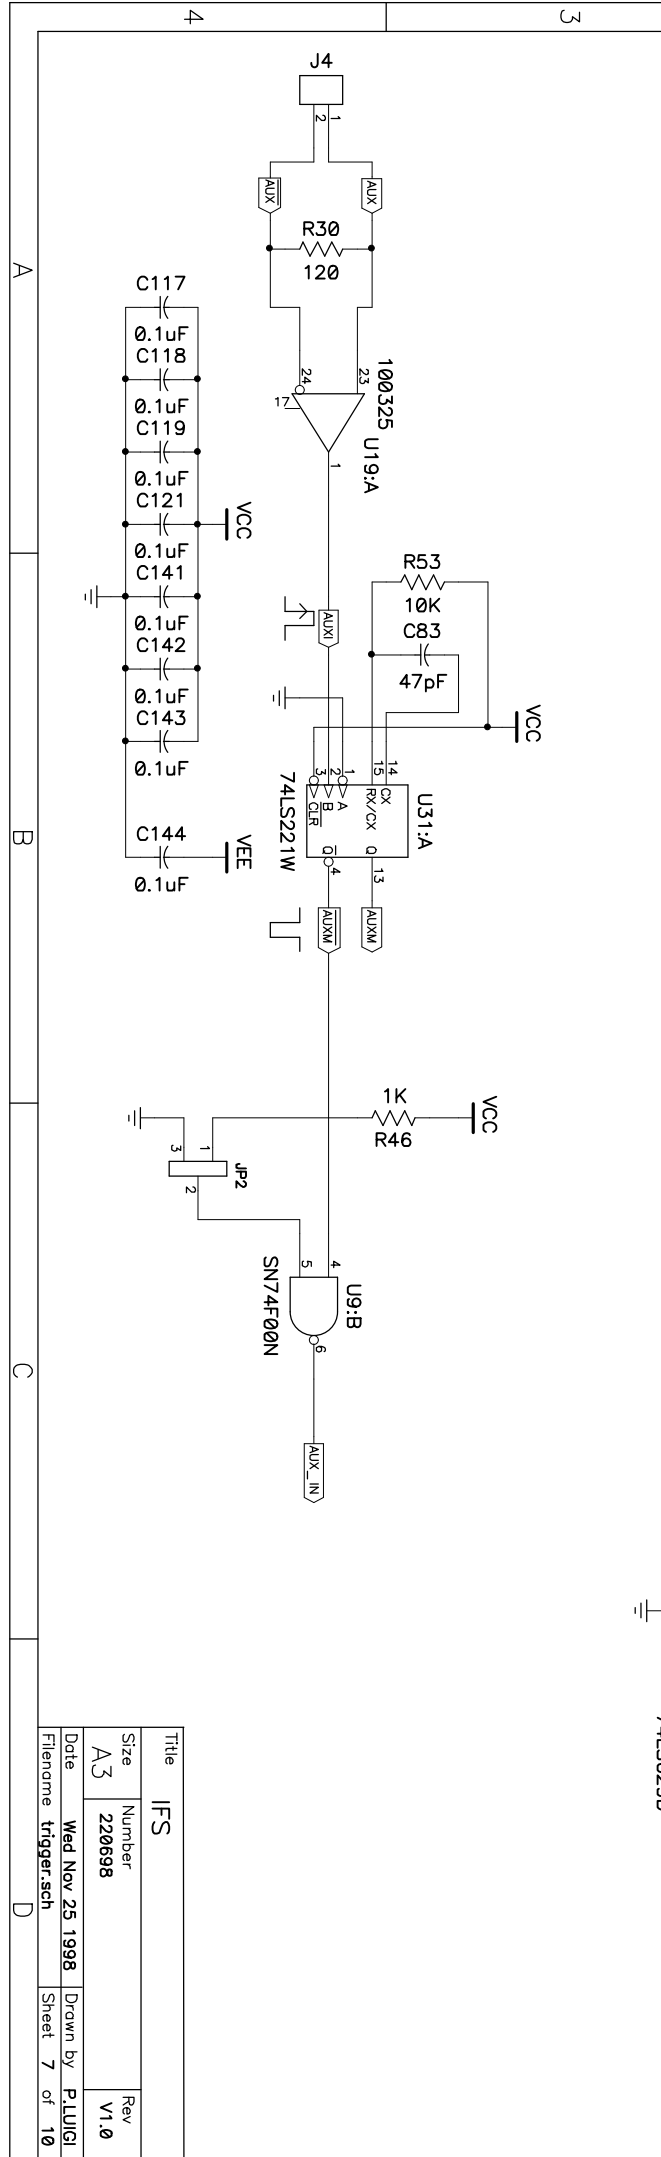 4
3
J4
2
1
AUX
AUX
R30
120
A
C117
0.1uF
C118
0.1uF
C119
0.1uF
C121
0.1uF
C141
0.1uF
C142
0.1uF
C143
0.1uF
VCC
C144
0.1uF
VEE
24
23
17
100325
U19:A
1
R53
10K
C83
47pF
VCC
AUXI
3
2
1
15
14
CLR
B
A
RX/CX
CX
Q
Q
74LS221W
U31:A
4
13
AUXM
AUXM
B
1K
R46
VCC
3
1
JP2
2
5
4
SN74F00N
U9:B
6
AUX_IN
C
D
Title
IFS
Size
A3
Number
220698
Rev
V1.0
Date
Wed Nov 25 1998
Drawn by
P.LUIGI
Filename
trigger.sch
Sheet
7
of
10